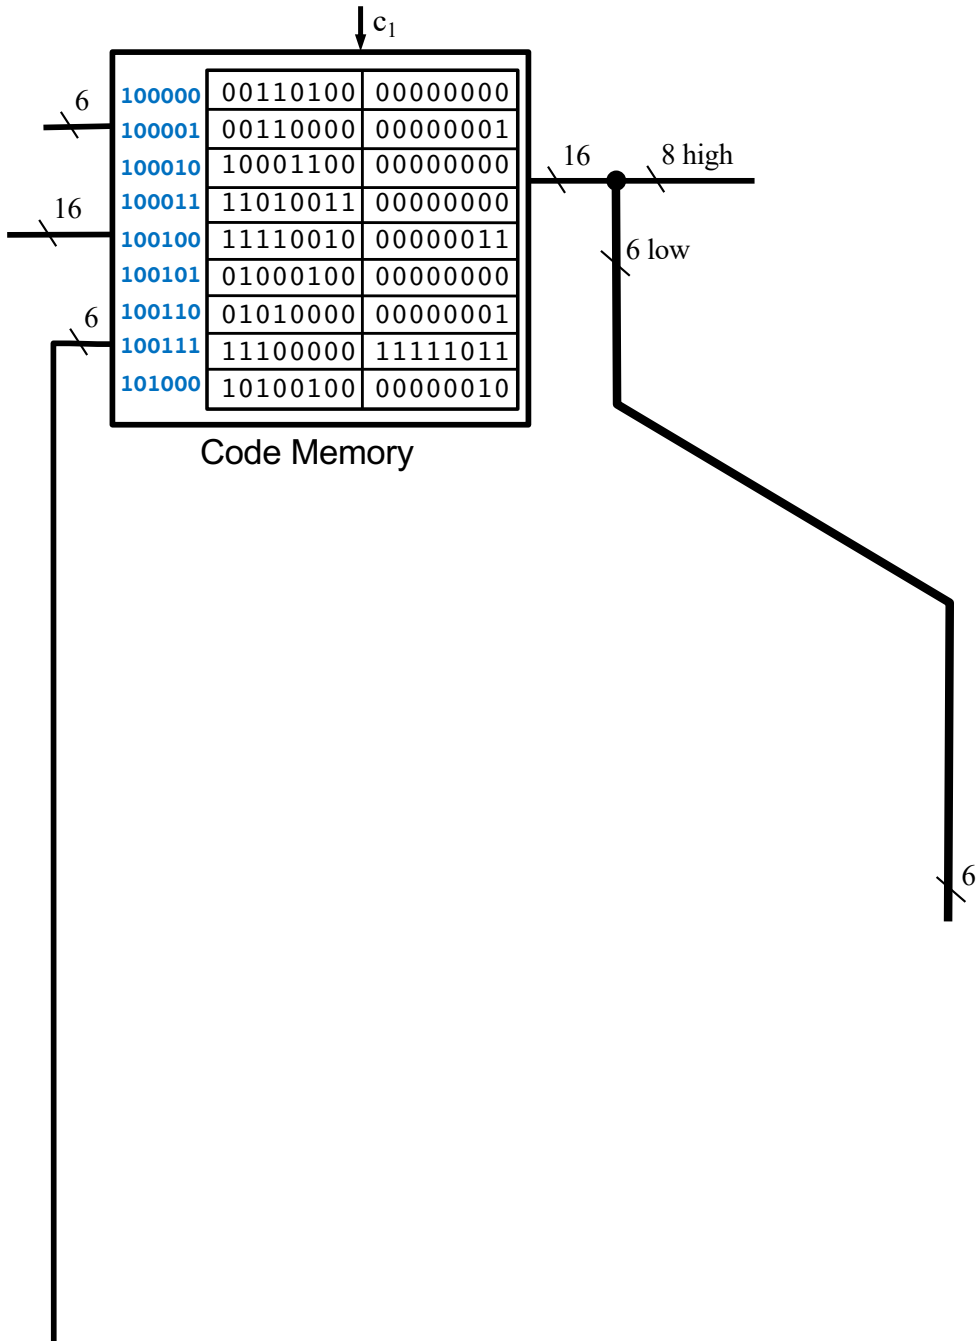 c1
6
100000 00110100 00000000
100001 00110000 00000001
100010 10001100 00000000
16 8 high
100011 11010011 00000000
16
100100 11110010 00000011
6 low
100101 01000100 00000000
100110 01010000 00000001
6
100111 11100000 11111011
101000 10100100 00000010
Code Memory
6